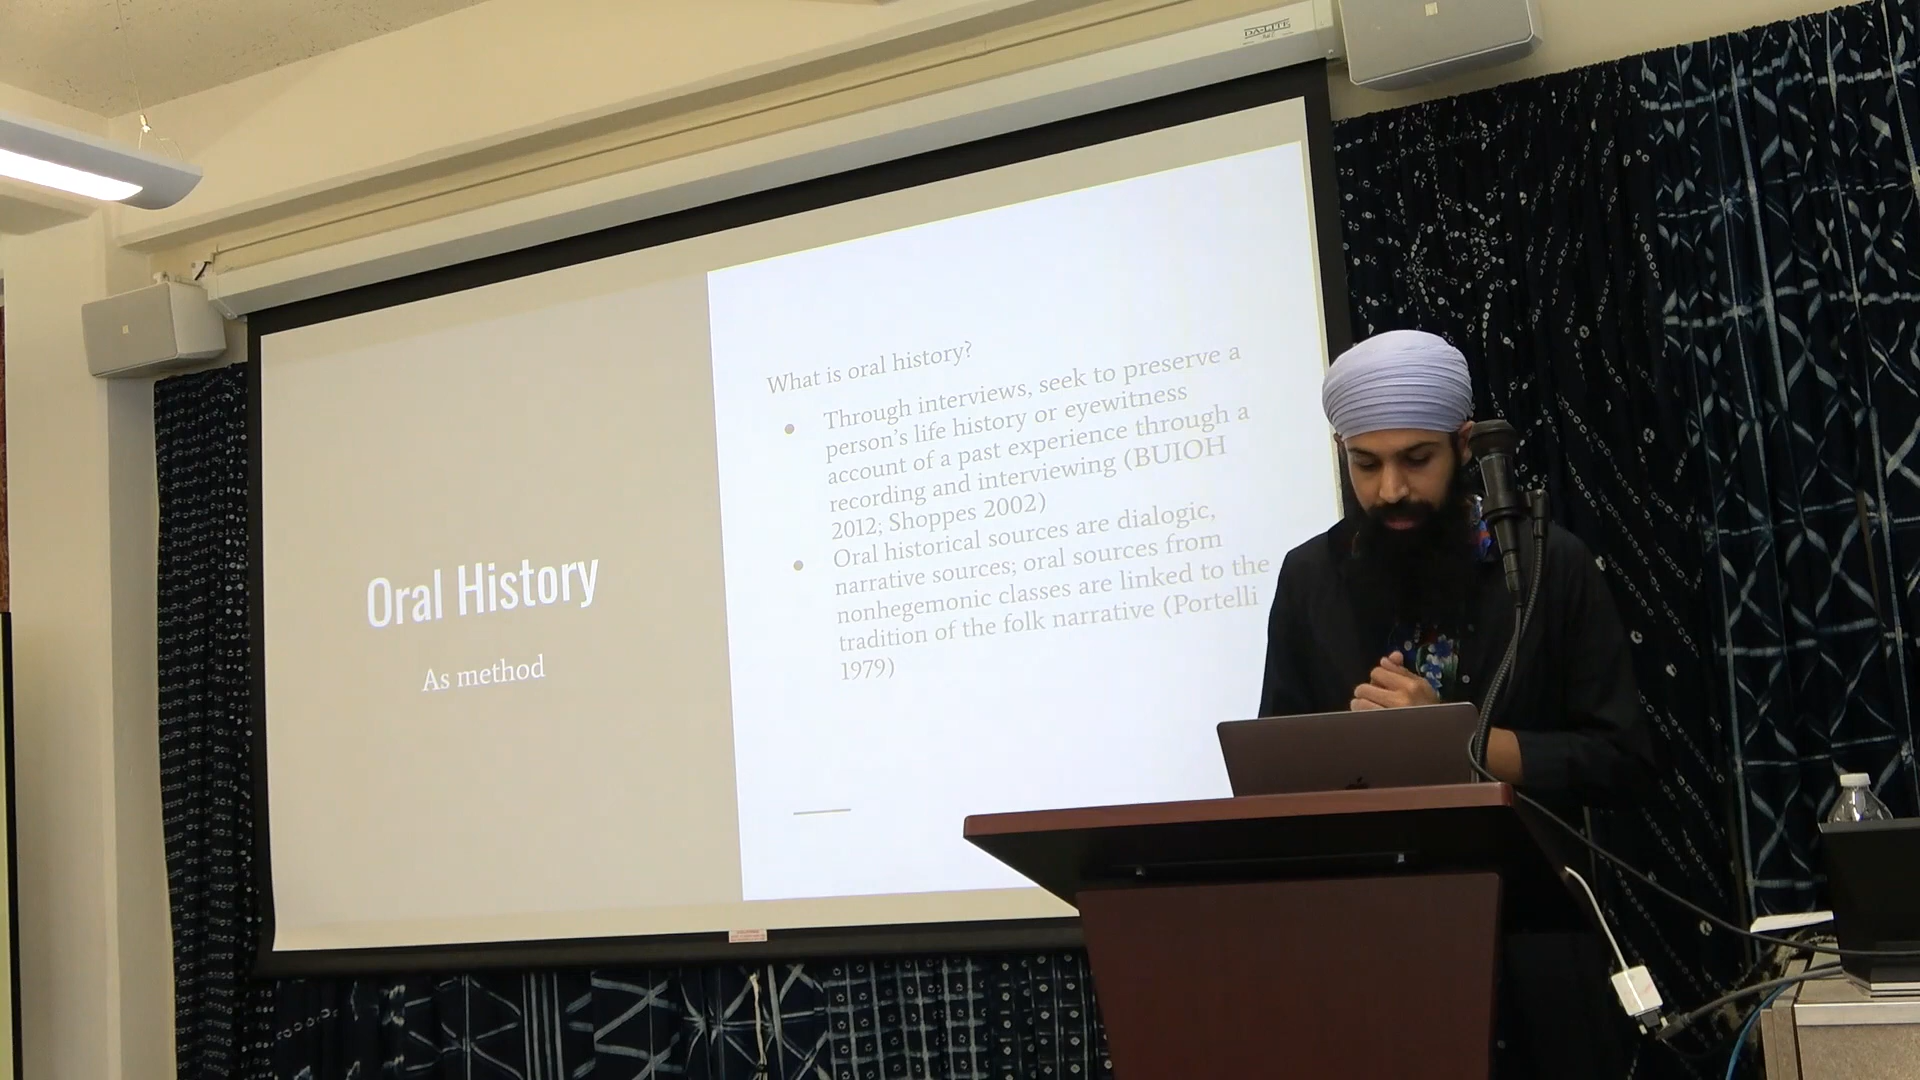 DA-LITE
Oral History
As method
What is oral history?
Through interviews, seek to preserve a
person's life history or eyewitness
account of a past experience through a
recording and interviewing (BUIOH
2012; Shoppes 2002)
Oral historical sources are dialogic,
narrative sources; oral sources from
nonhegemonic classes are linked to the
tradition of the folk narrative (Portelli
1979)